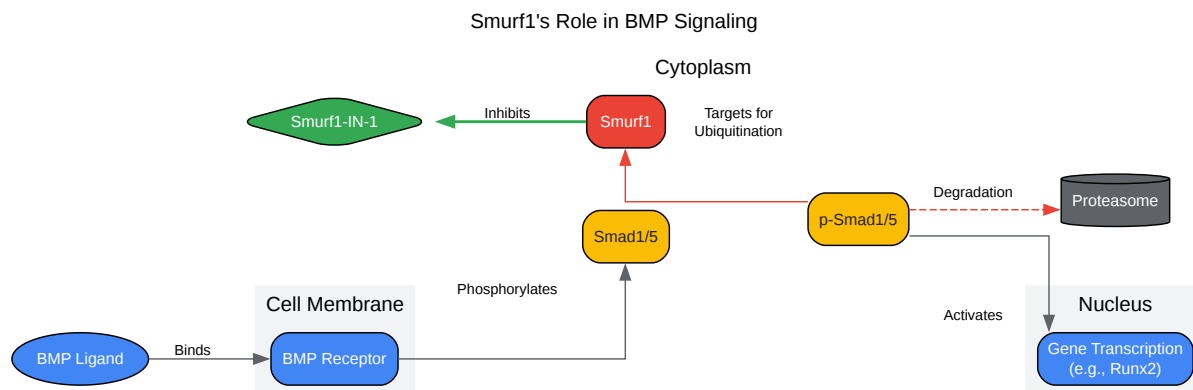 Smurf1's Role in BMP Signaling
Cytoplasm
Smurf1-IN-1
Inhibits
Smurf1
Targets for
Ubiquitination
Degradation
Proteasome
p-Smad1/5
Smad1/5
Phosphorylates
Cell Membrane
Nucleus
Activates
BMP Ligand
Binds
BMP Receptor
Gene Transcription
(e.g., Runx2)